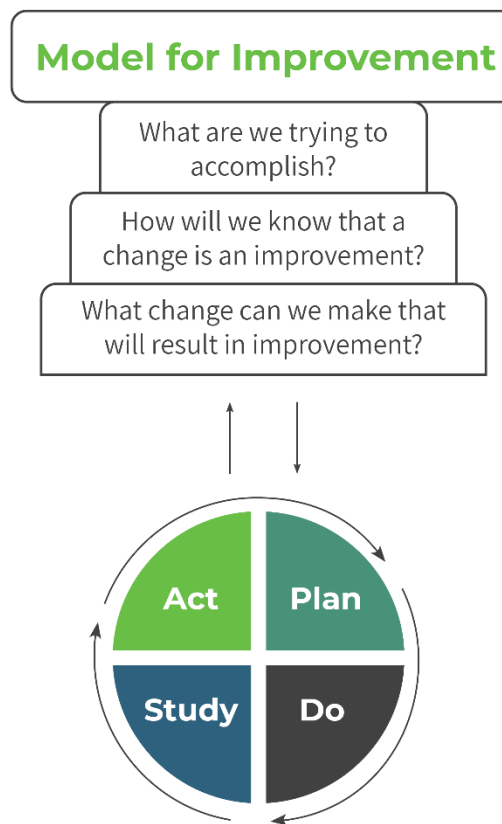 Model for Improvement
What are we trying to
accomplish?
How will we know that a
change is an improvement?
What change can we make that
will result in improvement?
Act
Plan
Study
Do